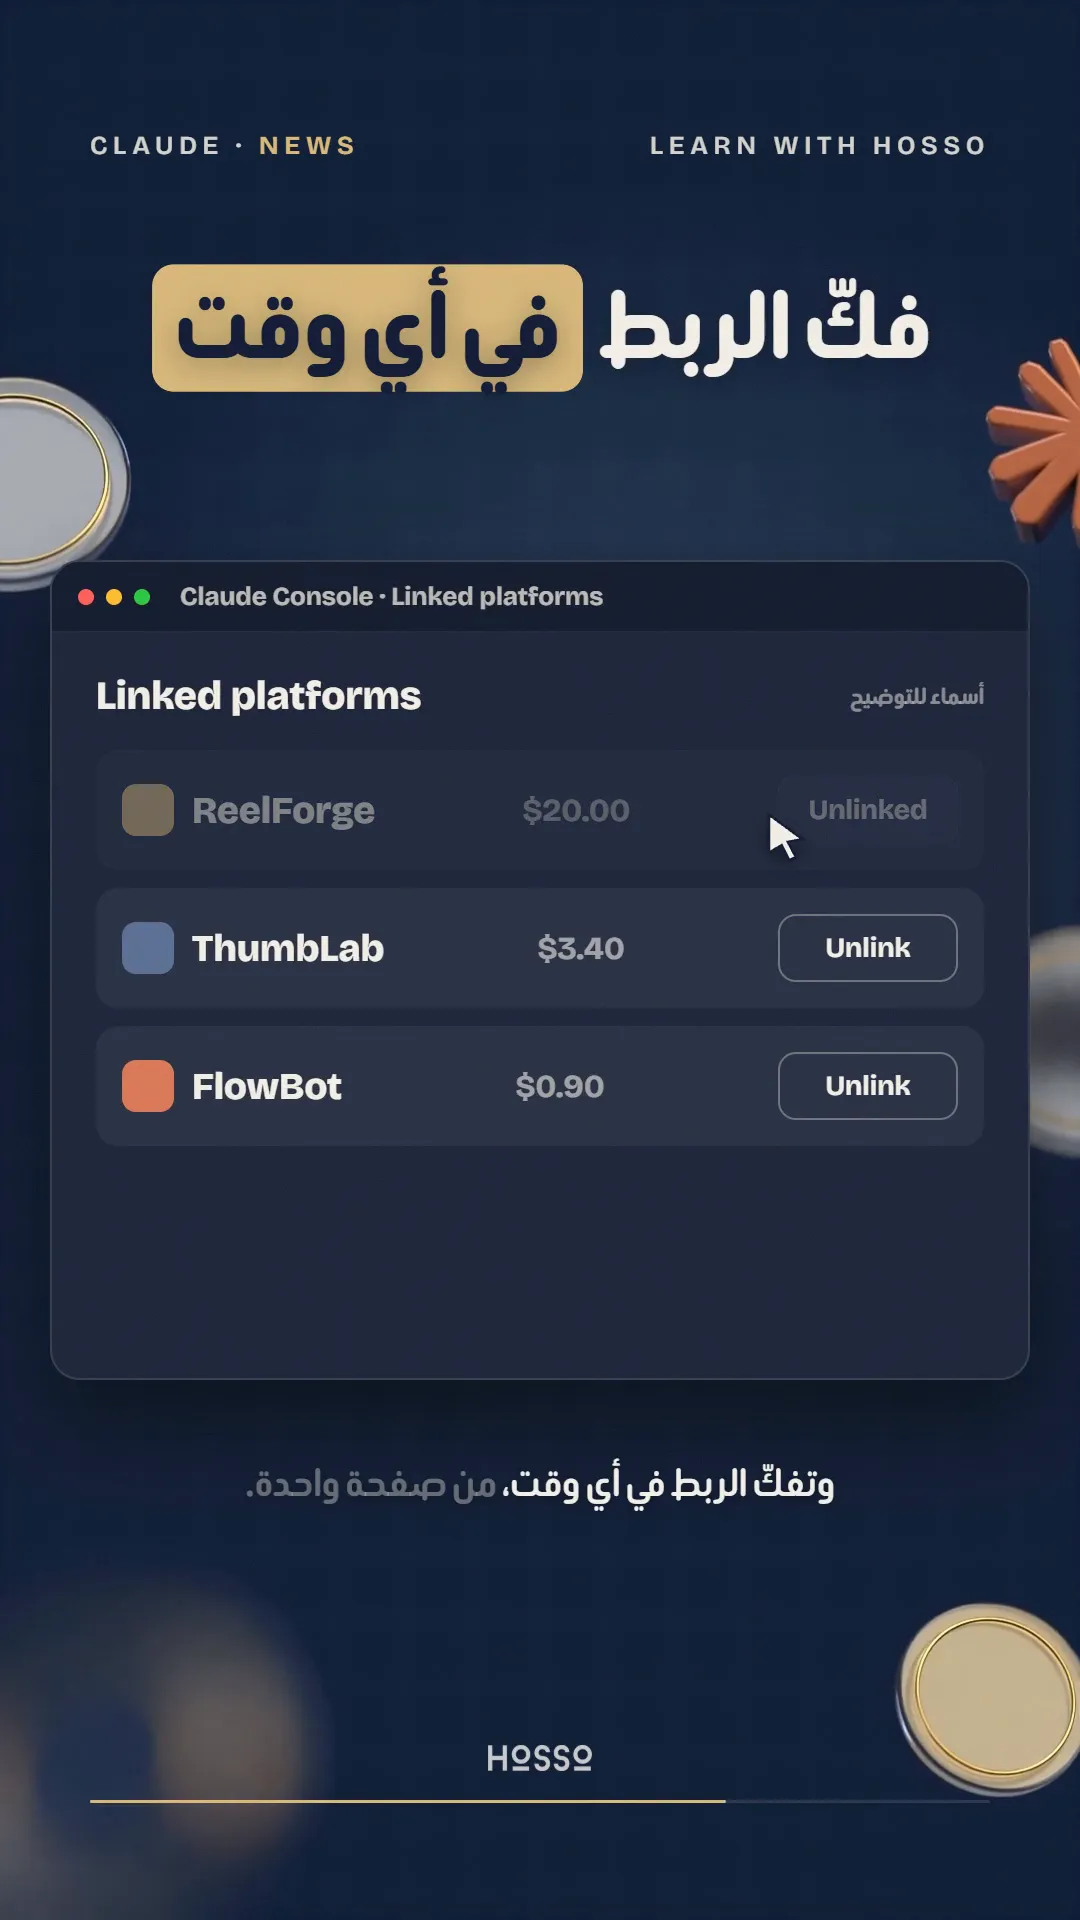 CLAUDE · NEWS
LEARN WITH HOSSO
فكّ الربط في أي وقت
Claude Console · Linked platforms
Linked platforms
أسماء للتوضيح
ReelForge $20.00 Unlinked
ThumbLab $3.40 Unlink
FlowBot $0.90 Unlink
وتفكّ الربط في أي وقت، من صفحة واحدة.
HOSSO